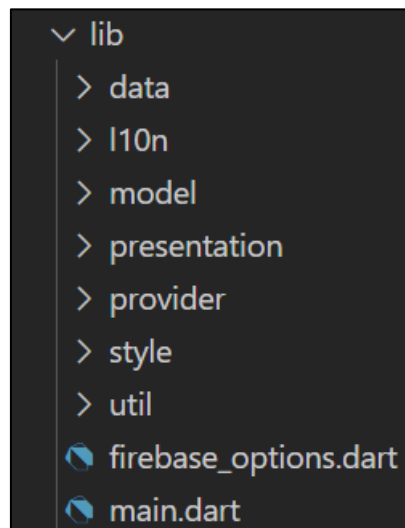 lib
data
l10n
model
presentation
provider
style
util
firebase_options.dart
main.dart